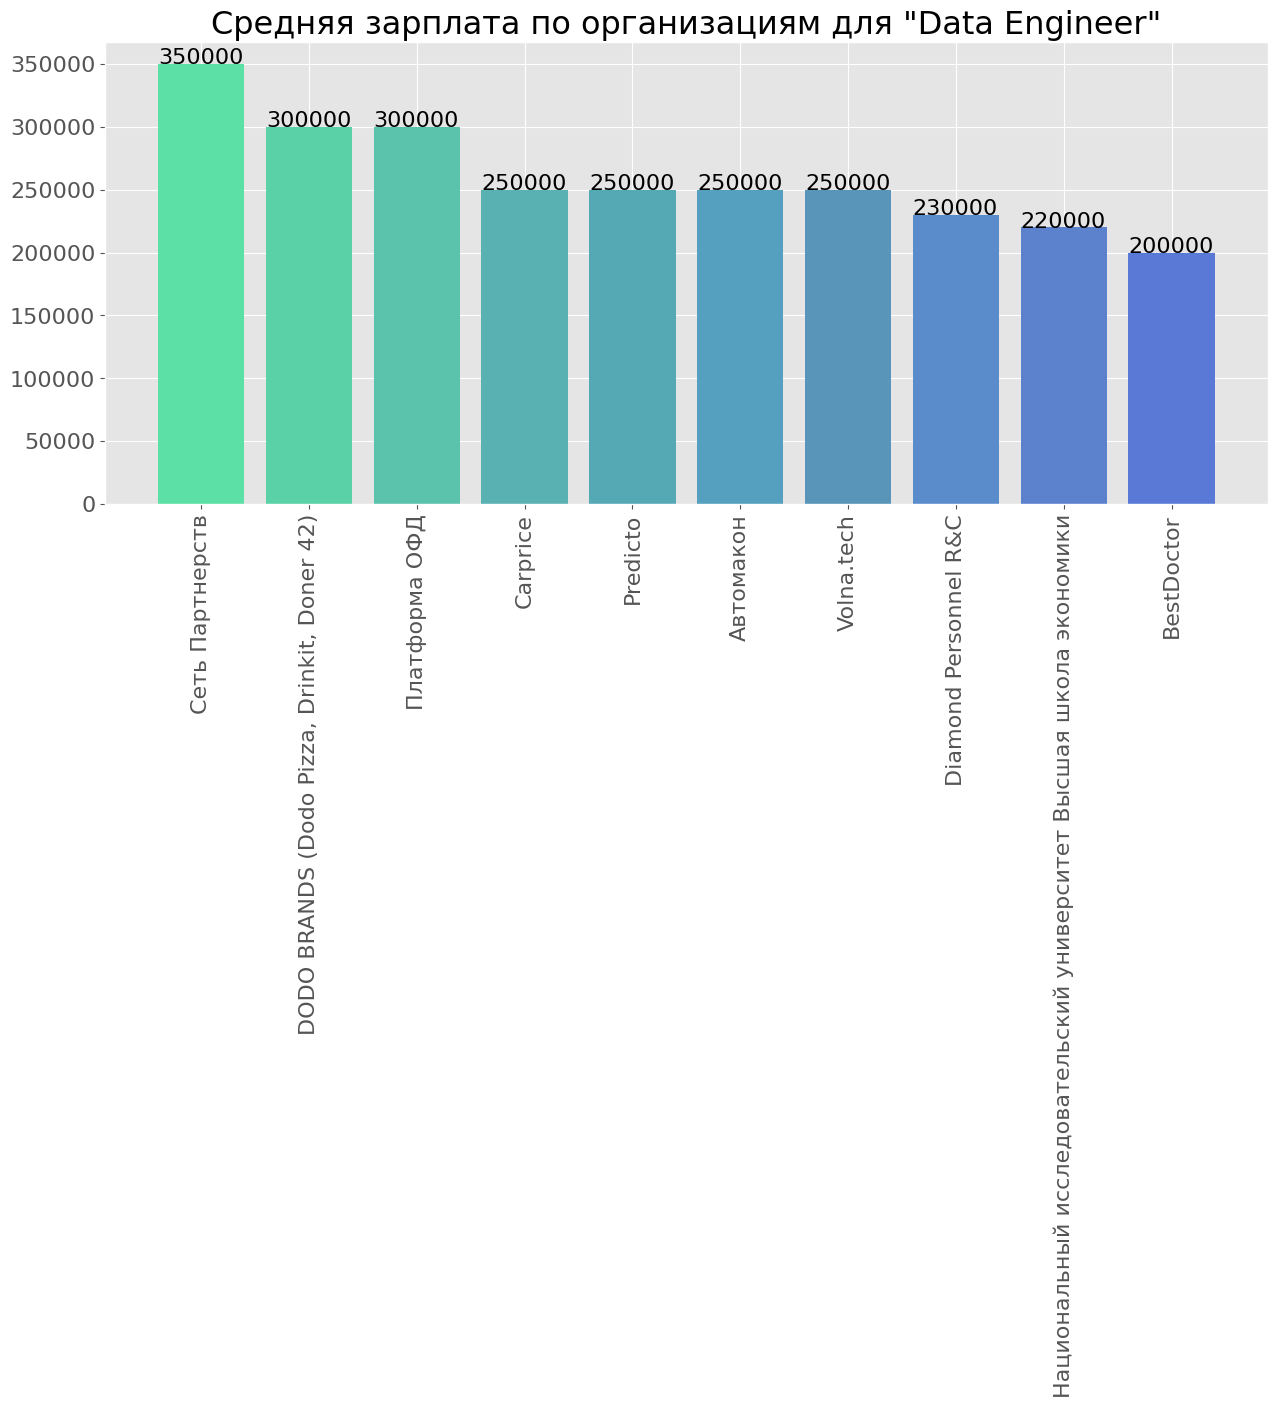 Средняя зарплата по организациям для "Data Engineer"
350000
300000
250000
200000
150000
100000
50000
0
350000
300000
300000
250000
250000
250000
250000
230000
220000
200000
Сеть Партнерств
DODO BRANDS (Dodo Pizza, Drinkit, Doner 42)
Платформа ОФД
Carprice
Predicto
Автомакон
Volna.tech
Diamond Personnel R&C
Национальный исследовательский университет Высшая школа экономики
BestDoctor